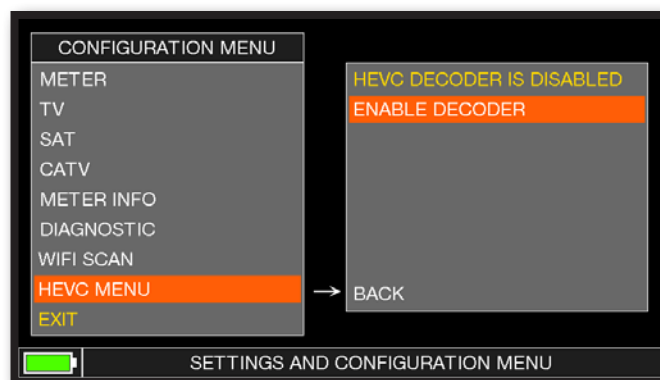 CONFIGURATION MENU
METER
TV
SAT
CATV
METER INFO
DIAGNOSTIC
WIFI SCAN
HEVC MENU
EXIT
HEVC DECODER IS DISABLED
ENABLE DECODER
BACK
SETTINGS AND CONFIGURATION MENU